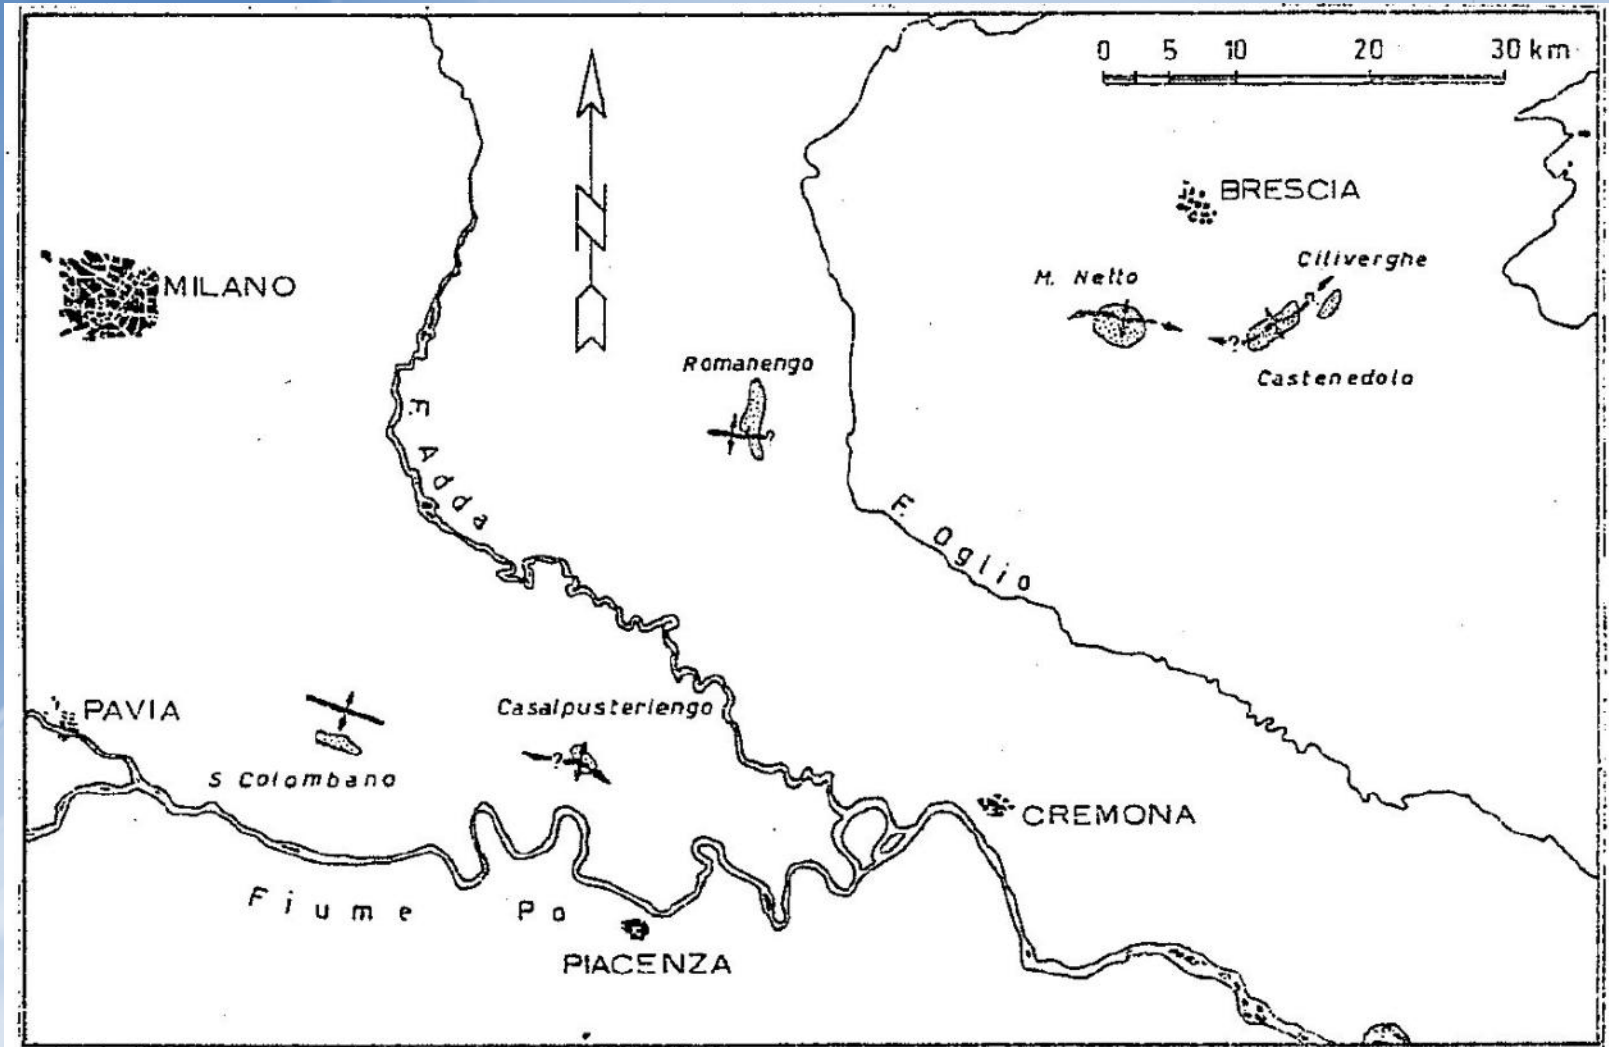 0 5 10 20 30 km
N
BRESCIA
Ciliverghe
M. Netto
MILANO
Romanengo
?
Castenedolo
?
?
F. Adda
F. Oglio
PAVIA
Casalpusterlengo
?
S Colombano
CREMONA
Fiume Po
PIACENZA